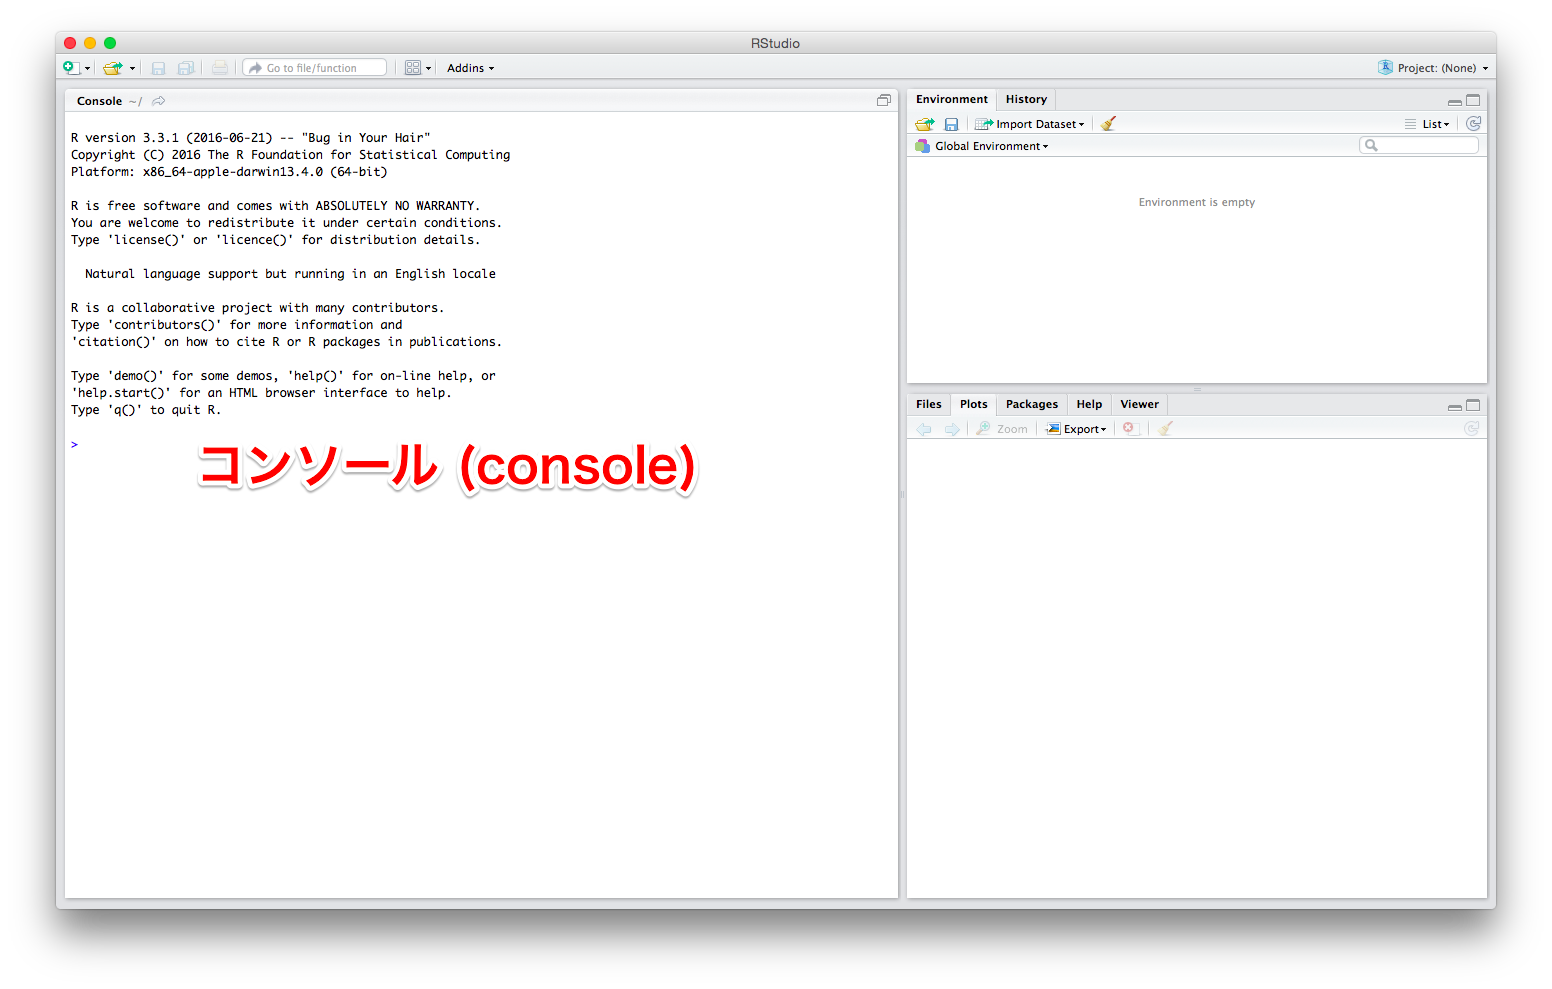 RStudio
Go to file/function
Addins
Project: (None)
Console ~/
R version 3.3.1 (2016-06-21) -- "Bug in Your Hair"
Copyright (C) 2016 The R Foundation for Statistical Computing
Platform: x86_64-apple-darwin13.4.0 (64-bit)
R is free software and comes with ABSOLUTELY NO WARRANTY.
You are welcome to redistribute it under certain conditions.
Type 'license()' or 'licence()' for distribution details.
Natural language support but running in an English locale
R is a collaborative project with many contributors.
Type 'contributors()' for more information and
'citation()' on how to cite R or R packages in publications.
Type 'demo()' for some demos, 'help()' for on-line help, or
'help.start()' for an HTML browser interface to help.
Type 'q()' to quit R.
>
コンソール (console)
Environment History
Import Dataset List
Global Environment
Environment is empty
Files Plots Packages Help Viewer
Zoom Export